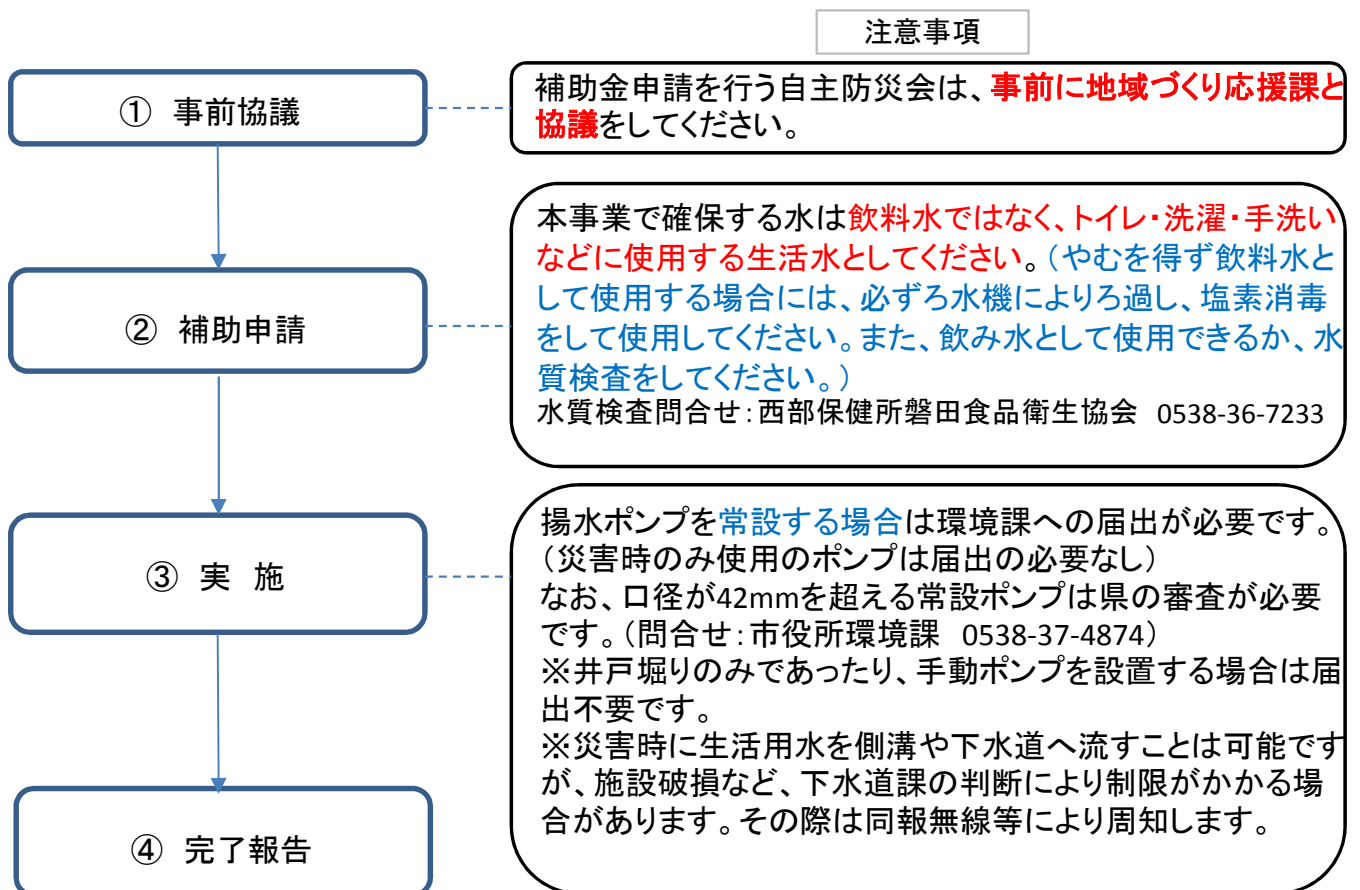 注意事項
① 事前協議
補助金申請を行う自主防災会は、事前に地域づくり応援課と
協議をしてください。
② 補助申請
本事業で確保する水は飲料水ではなく、トイレ・洗濯・手洗い
などに使用する生活水としてください。（やむを得ず飲料水と
して使用する場合には、必ずろ水機によりろ過し、塩素消毒
をして使用してください。また、飲み水として使用できるか、水
質検査をしてください。）
水質検査問合せ：西部保健所磐田食品衛生協会 0538-36-7233
③ 実 施
揚水ポンプを常設する場合は環境課への届出が必要です。
（災害時のみ使用のポンプは届出の必要なし）
なお、口径が42mmを超える常設ポンプは県の審査が必要
です。（問合せ：市役所環境課 0538-37-4874）
※井戸堀りのみであったり、手動ポンプを設置する場合は届
出不要です。
※災害時に生活用水を側溝や下水道へ流すことは可能です
が、施設破損など、下水道課の判断により制限がかかる場
合があります。その際は同報無線等により周知します。
④ 完了報告